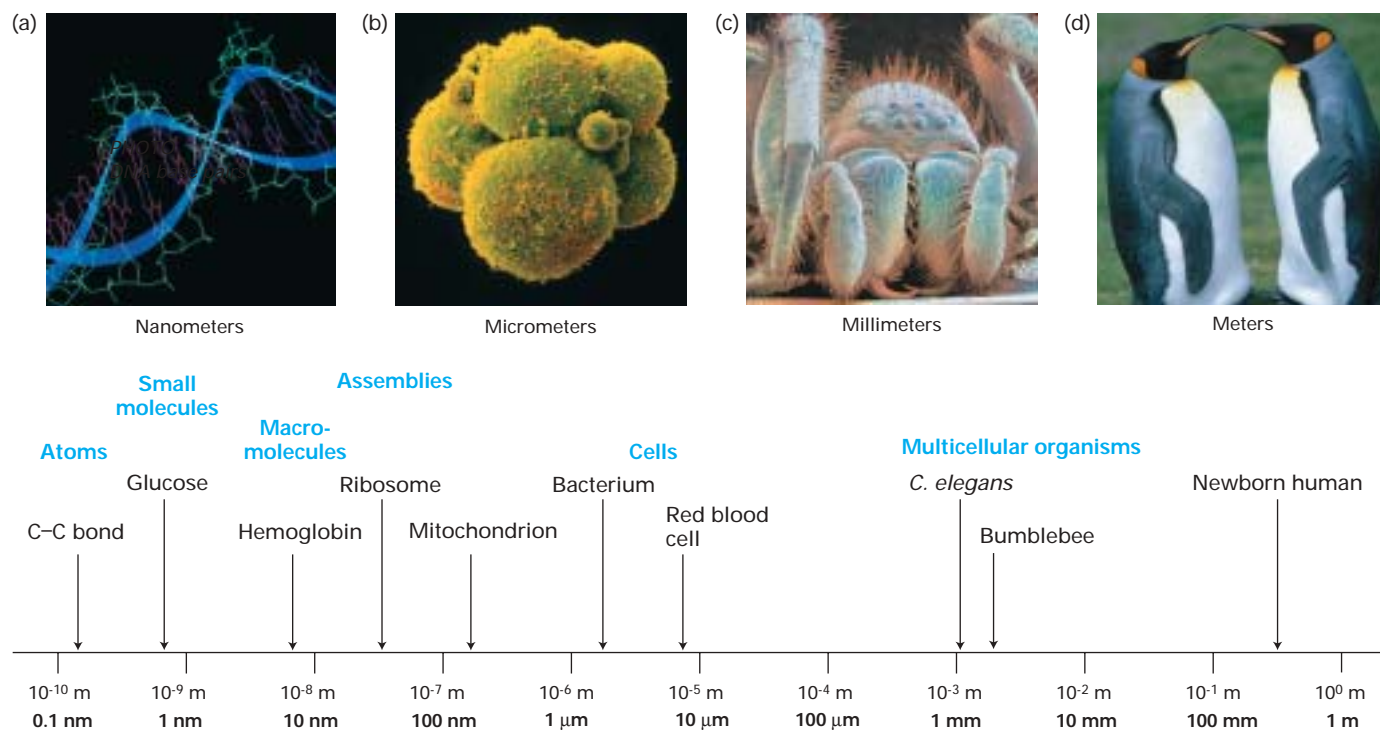 (a)
(b)
(c)
(d)
Nanometers
Micrometers
Millimeters
Meters
Small
molecules
Assemblies
Macro-
molecules
Atoms
Cells
Multicellular organisms
Glucose
Ribosome
Bacterium
C. elegans
Newborn human
C–C bond
Hemoglobin
Mitochondrion
Red blood
cell
Bumblebee
10⁻¹⁰ m 10⁻⁹ m 10⁻⁸ m 10⁻⁷ m 10⁻⁶ m 10⁻⁵ m 10⁻⁴ m 10⁻³ m 10⁻² m 10⁻¹ m 10⁰ m
0.1 nm 1 nm 10 nm 100 nm 1 μm 10 μm 100 μm 1 mm 10 mm 100 mm 1 m